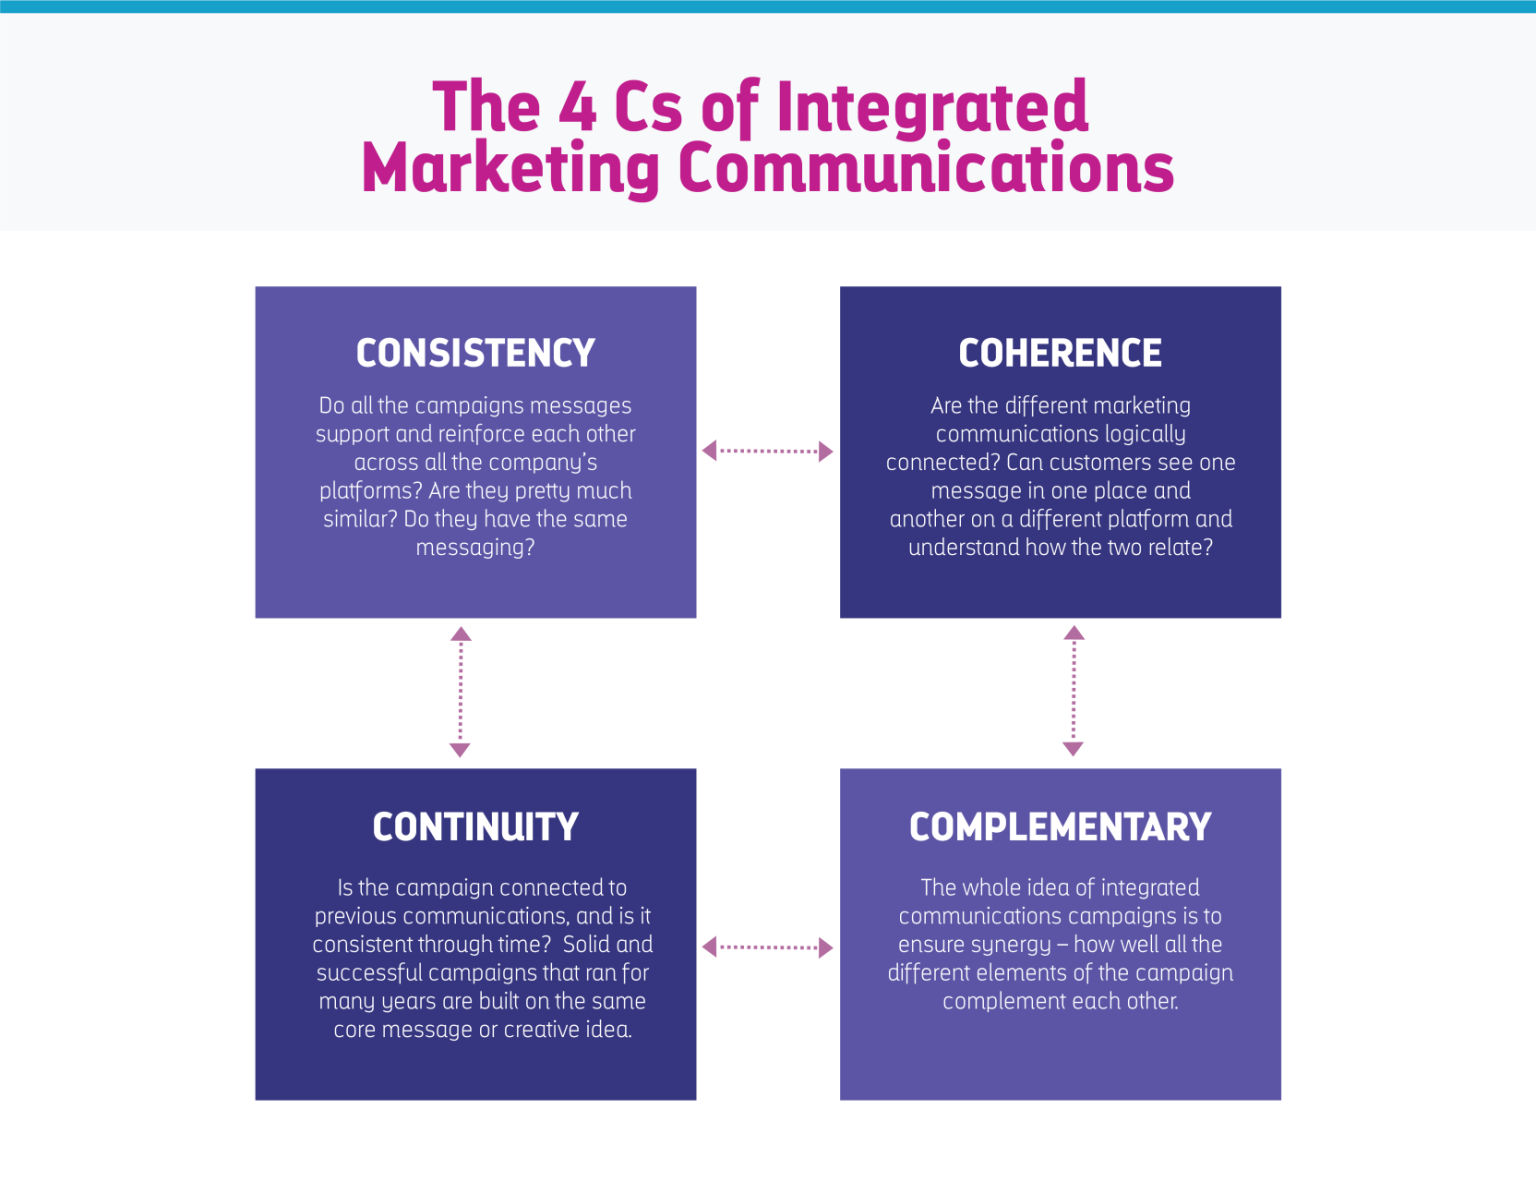 The 4 Cs of Integrated
Marketing Communications
CONSISTENCY
Do all the campaigns messages
support and reinforce each other
across all the company's
platforms? Are they pretty much
similar? Do they have the same
messaging?
COHERENCE
Are the different marketing
communications logically
connected? Can customers see one
message in one place and
another on a different platform and
understand how the two relate?
CONTINUITY
Is the campaign connected to
previous communications, and is it
consistent through time?  Solid and
successful campaigns that ran for
many years are built on the same
core message or creative idea.
COMPLEMENTARY
The whole idea of integrated
communications campaigns is to
ensure synergy – how well all the
different elements of the campaign
complement each other.